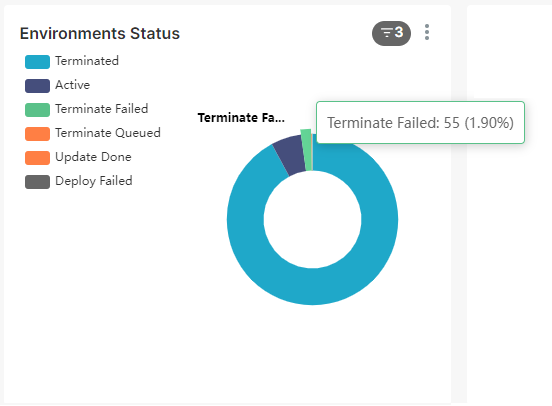 Environments Status
3
Terminated
Active
Terminate Failed
Terminate Queued
Update Done
Deploy Failed
Terminate Fa...
Terminate Failed: 55 (1.90%)